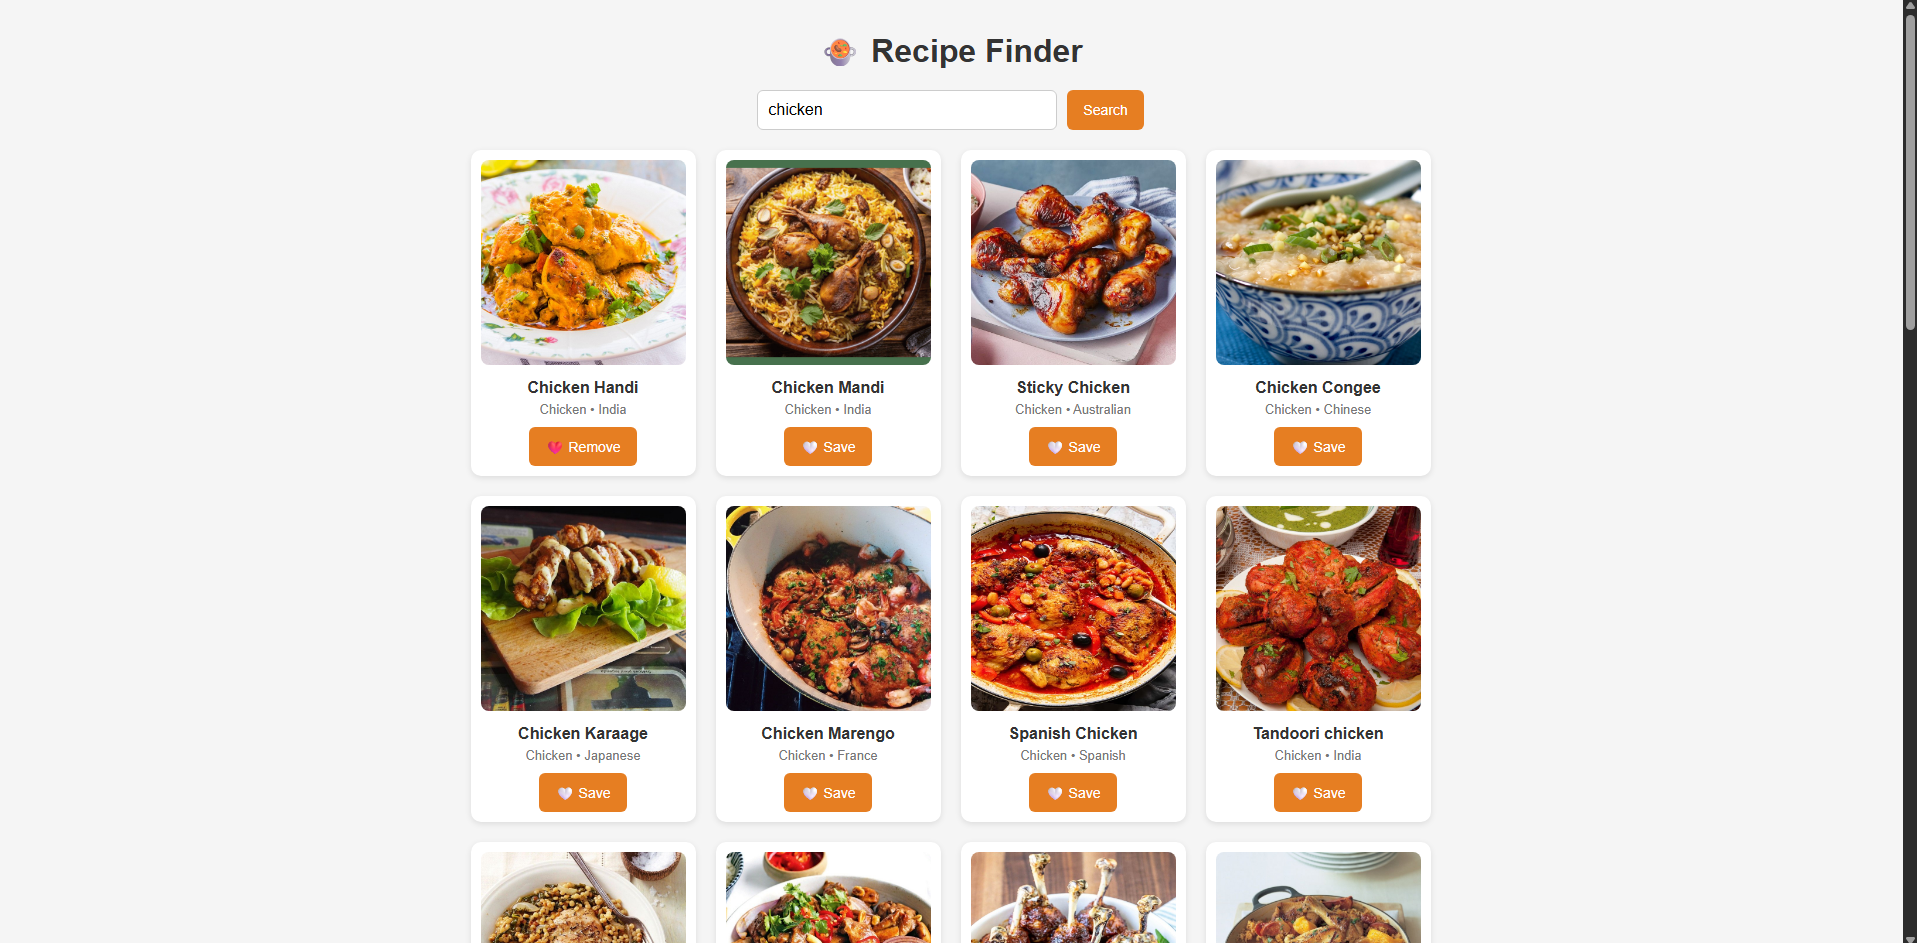 Recipe Finder
chicken
Search
Chicken Handi
Chicken • India
Remove
Chicken Mandi
Chicken • India
Save
Sticky Chicken
Chicken • Australian
Save
Chicken Congee
Chicken • Chinese
Save
Chicken Karaage
Chicken • Japanese
Save
Chicken Marengo
Chicken • France
Save
Spanish Chicken
Chicken • Spanish
Save
Tandoori chicken
Chicken • India
Save